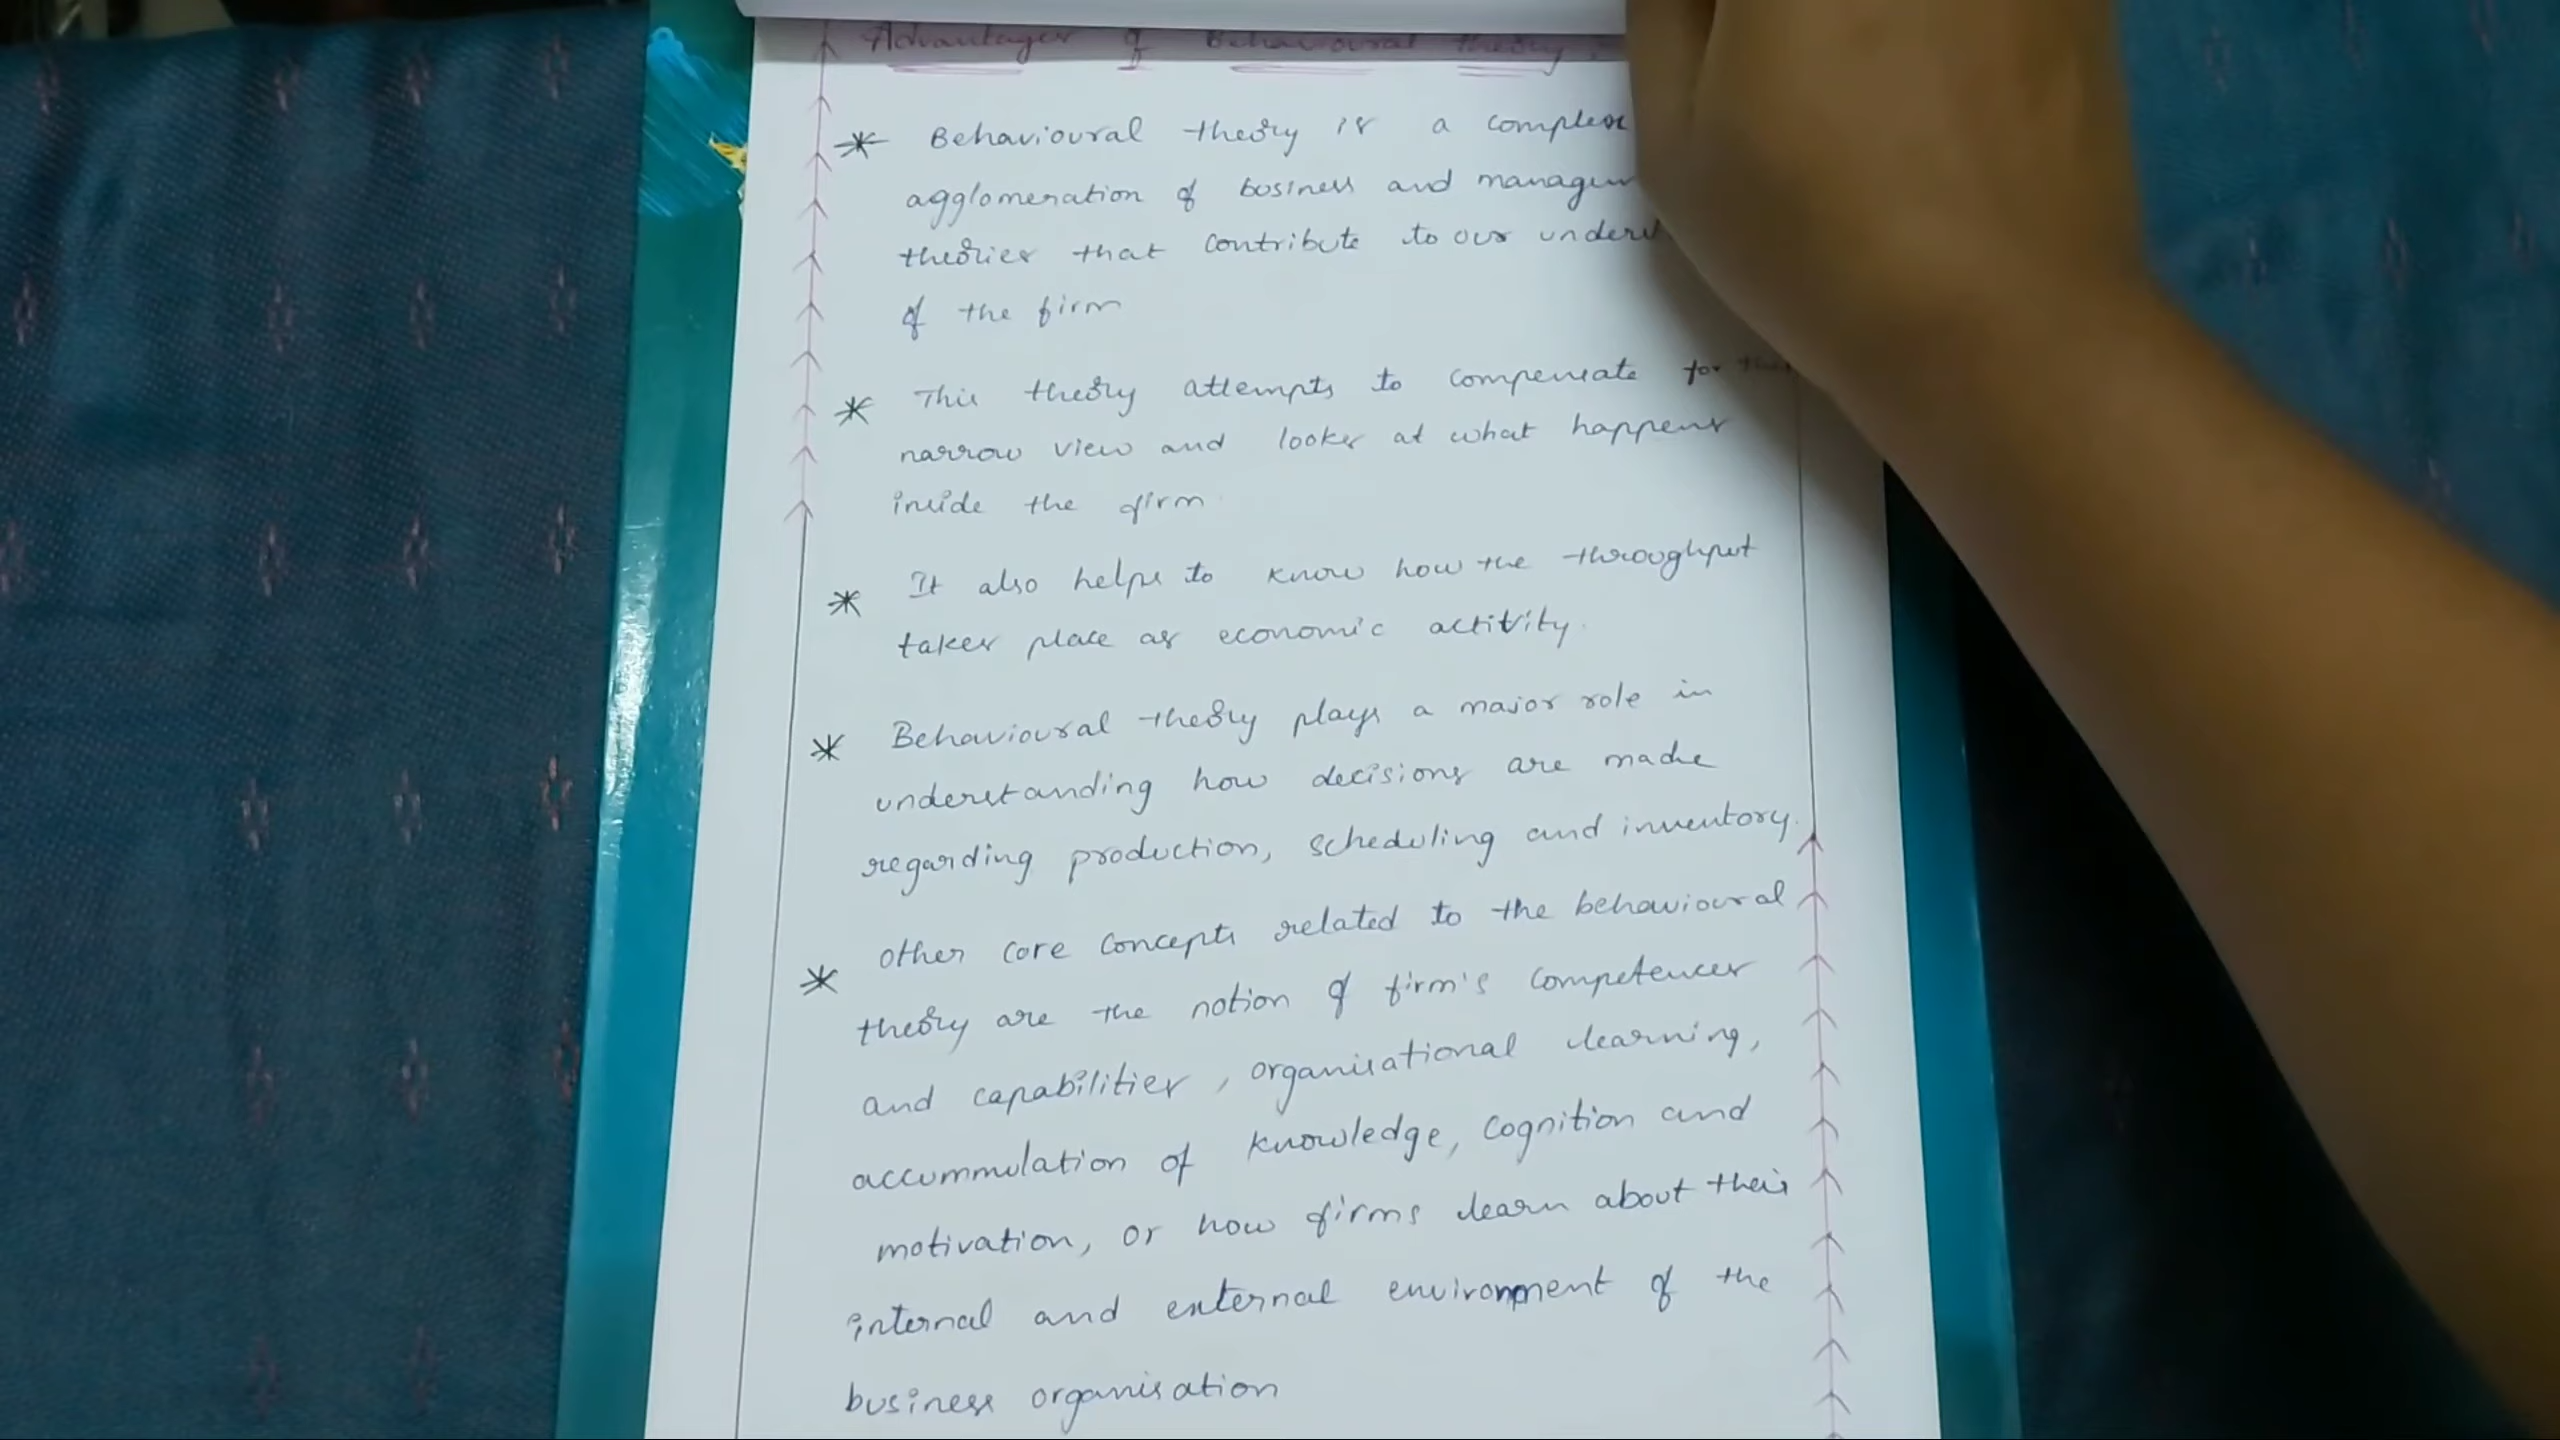 Advantages of Behavioural theory
* Behavioural theory is a complex
agglomeration of business and
theories that contribute to our
of the firm
* This theory attempts to compensate for
narrow view and looks at what happens
inside the firm
* It also helps to know how the throughput
takes place as economic activity.
* Behavioural theory plays a major role in
understanding how decisions are made
regarding production, scheduling and inventory.
* other core concepts related to the behavioural
theory are the notion of firm's competences
and capabilities, organisational learning,
accummulation of knowledge, cognition and
motivation, or how firms learn about their
internal and external environment of the
business organisation